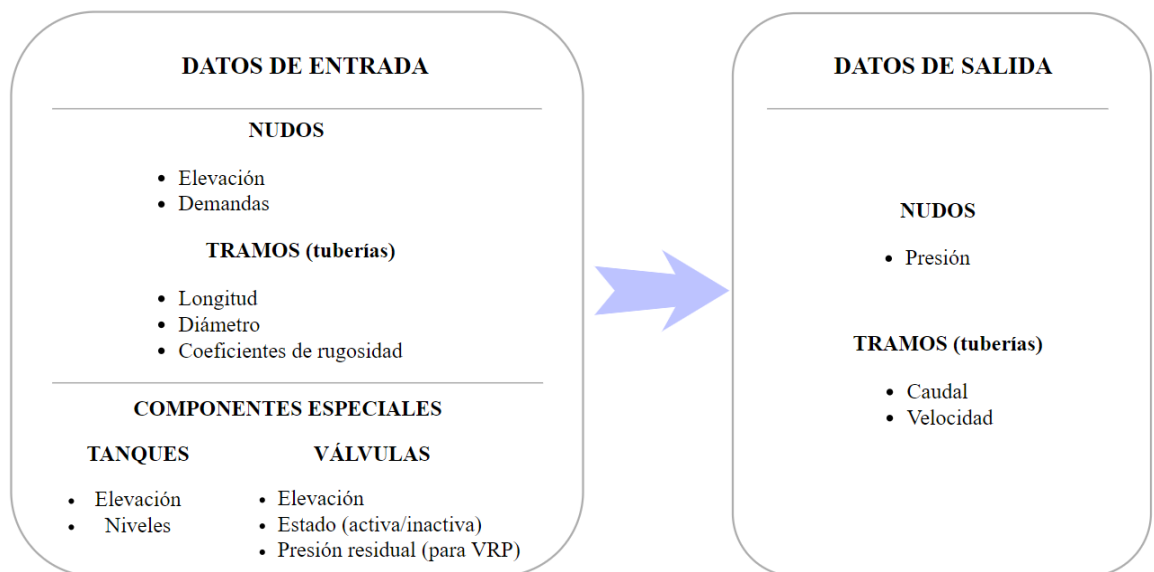 DATOS DE ENTRADA
NUDOS
Elevación
Demandas
TRAMOS (tuberías)
Longitud
Diámetro
Coeficientes de rugosidad
COMPONENTES ESPECIALES
TANQUES
Elevación
Niveles
VÁLVULAS
Elevación
Estado (activa/inactiva)
Presión residual (para VRP)
DATOS DE SALIDA
NUDOS
Presión
TRAMOS (tuberías)
Caudal
Velocidad